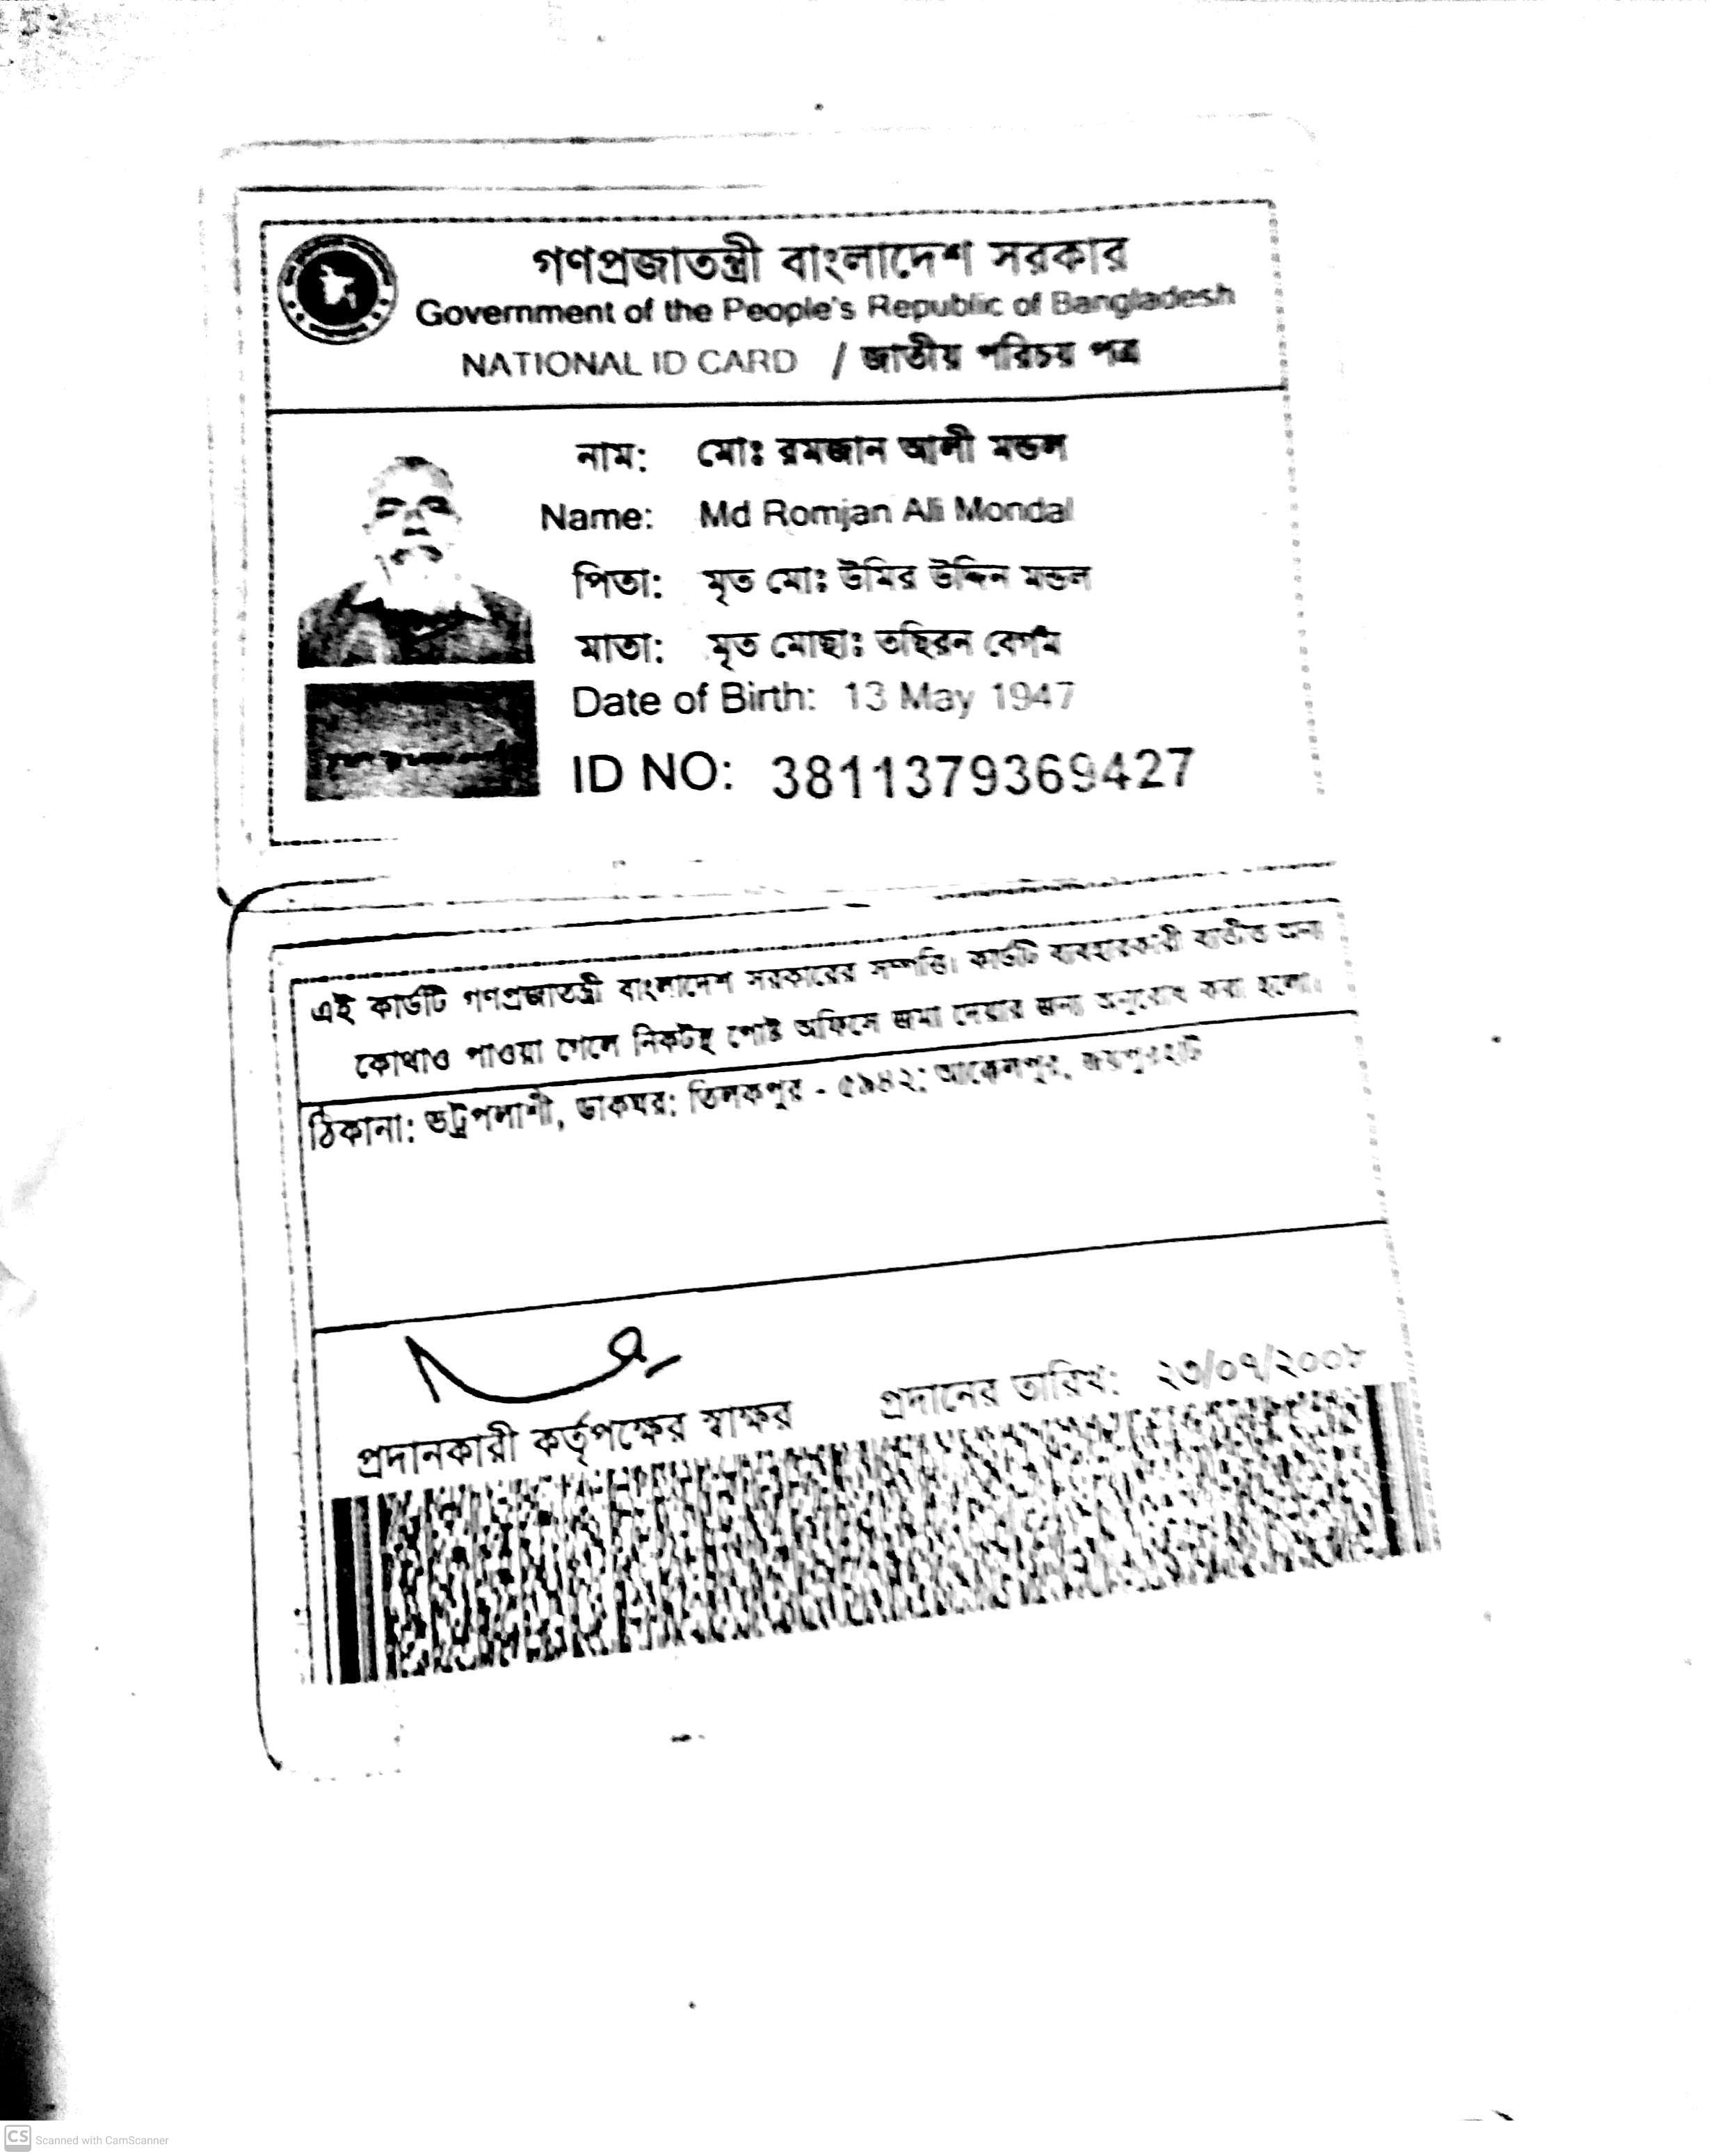 গণপ্রজাতন্ত্রী বাংলাদেশ সরকার
Government of the People's Republic of Bangladesh
NATIONAL ID CARD / জাতীয় পরিচয় পত্র
নাম: মোঃ রমজান আলী মন্ডল
Name: Md Romjan Ali Mondal
পিতা: মৃত মোঃ উমির উদ্দিন মন্ডল
মাতা: মৃত মোছাঃ তছিরন বেগম
Date of Birth: 13 May 1947
ID NO: 3811379369427
এই কার্ডটি গণপ্রজাতন্ত্রী বাংলাদেশ সরকারের সম্পত্তি। কার্ডটি ব্যবহারকারী ব্যতীত অন্য
কোথাও পাওয়া গেলে নিকটস্থ পোষ্ট অফিসে জমা দেয়ার জন্য অনুরোধ করা হলো।
ঠিকানা: ভট্রপলাশী, ডাকঘর: তিলকপুর - ৫৯৪২; আক্কেলপুর, জয়পুরহাট
প্রদানকারী কর্তৃপক্ষের স্বাক্ষর প্রদানের তারিখ: ২৩/০৭/২০০৮
CS Scanned with CamScanner